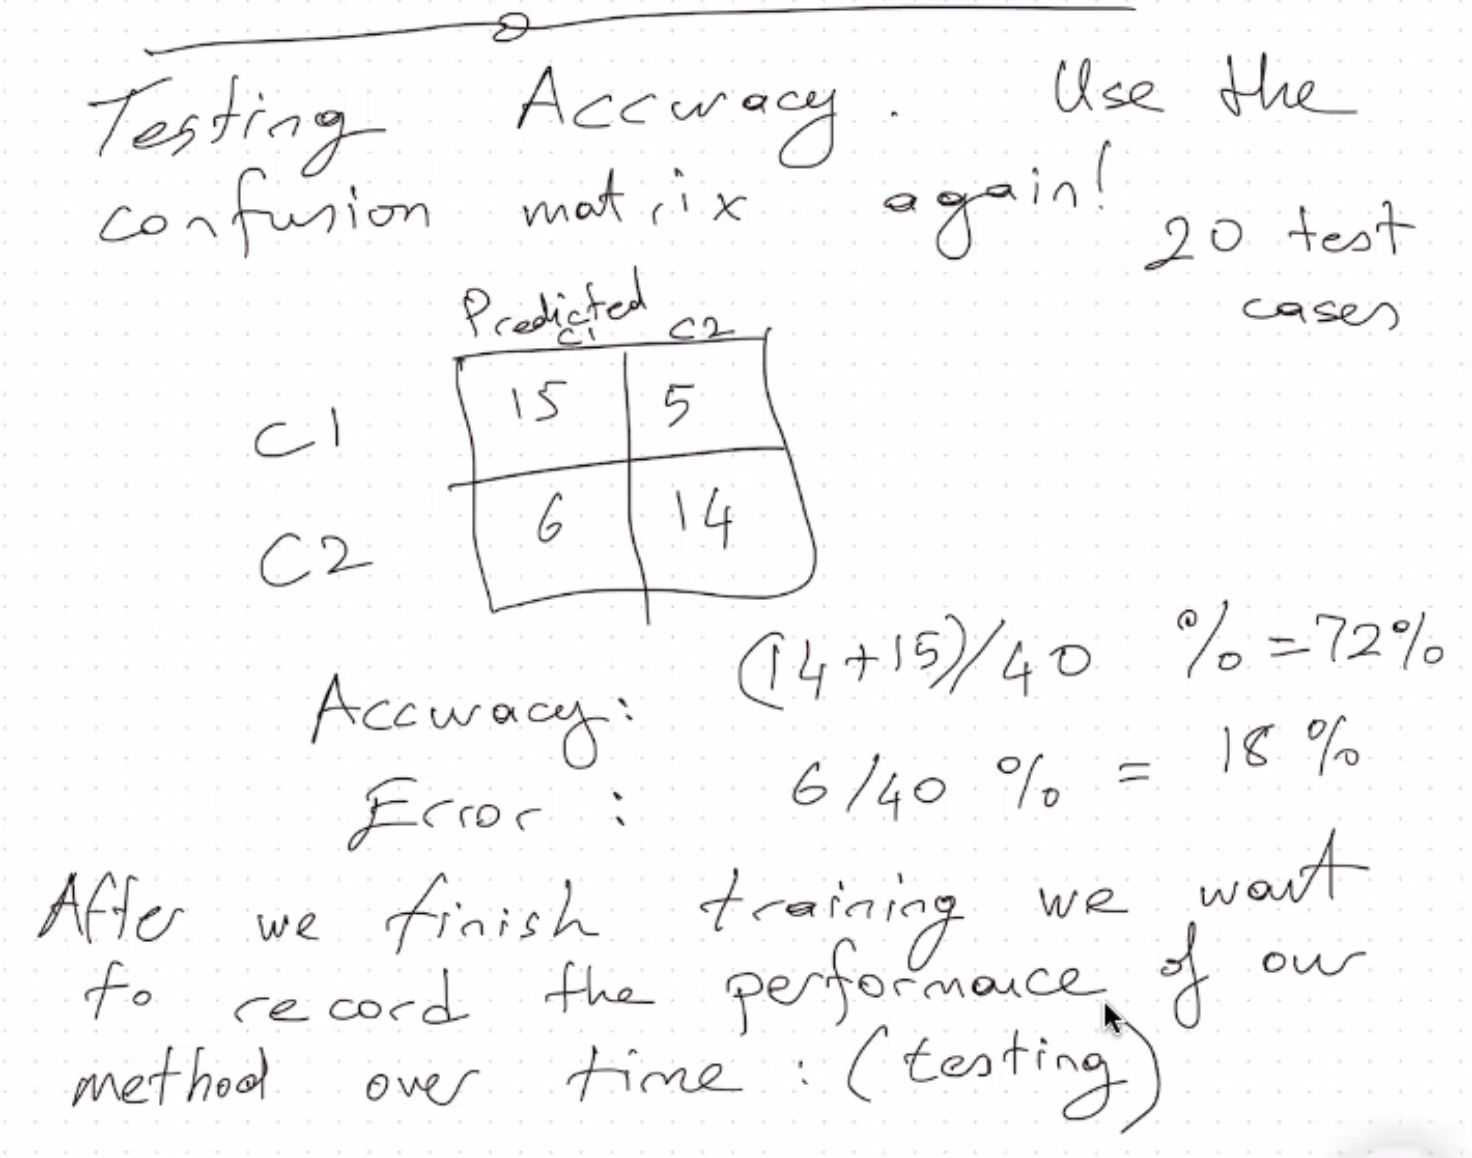 Testing Accuracy. Use the
confusion matrix again!
20 test
cases
Predicted
C1 C2
C1 15 5
C2 6 14
Accuracy: (14+15)/40 % = 72%
Error: 6/40 % = 18%
After we finish training we want
to record the performance of our
method over time: (testing)